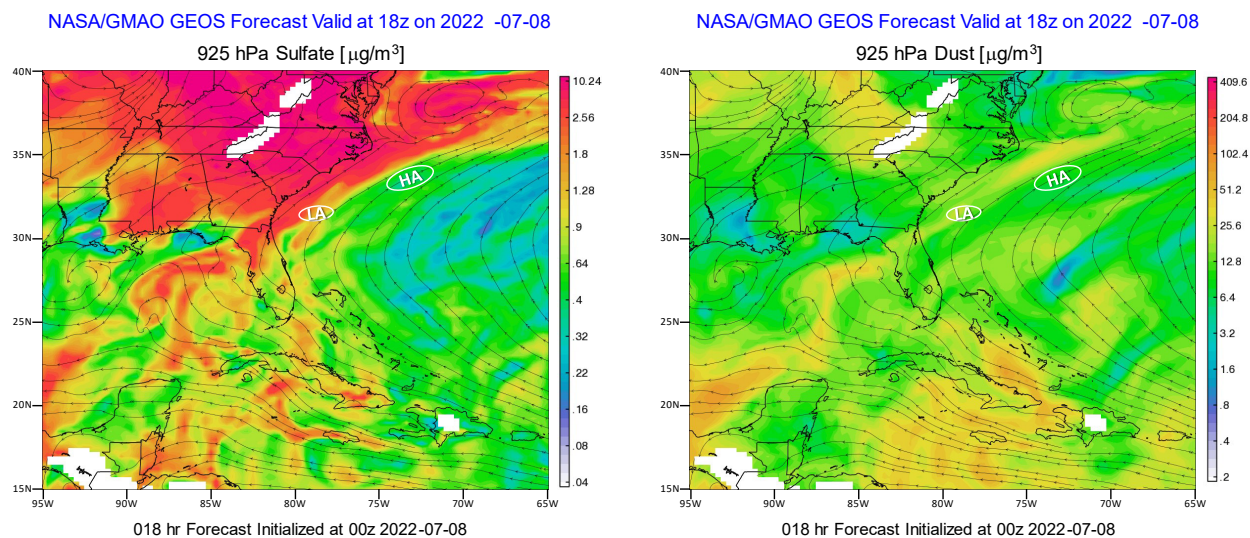 NASA/GMAO GEOS Forecast Valid at 18z on 2022 -07-08
925 hPa Sulfate [μg/m³]
40N
35N
30N
25N
20N
15N
95W 90W 85W 80W 75W 70W 65W
HA
LA
10.24
2.56
1.8
1.28
.9
.64
.4
.32
.22
.16
.08
.04
018 hr Forecast Initialized at 00z 2022-07-08
NASA/GMAO GEOS Forecast Valid at 18z on 2022 -07-08
925 hPa Dust [μg/m³]
40N
35N
30N
25N
20N
15N
95W 90W 85W 80W 75W 70W 65W
HA
LA
409.6
204.8
102.4
51.2
25.6
12.8
6.4
3.2
1.6
.8
.4
.2
018 hr Forecast Initialized at 00z 2022-07-08